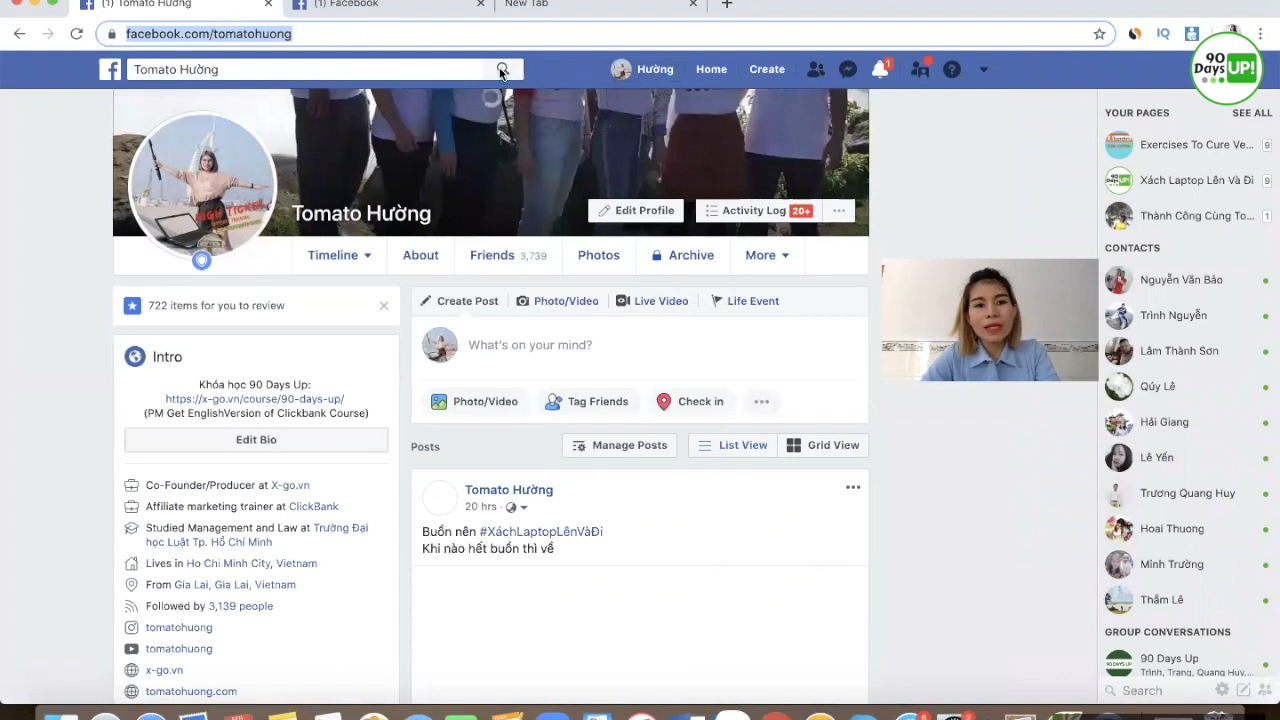 (1) Tomato Hường
(1) Facebook
New Tab
facebook.com/tomatohuong
Tomato Hường
Hường
Home
Create
1
90 Days UP!
Tomato Hường
Edit Profile
Activity Log 20+
HIGH TICKET
Timeline
About
Friends 3,739
Photos
Archive
More
722 items for you to review
Intro
Khóa học 90 Days Up:
https://x-go.vn/course/90-days-up/
(PM Get EnglishVersion of Clickbank Course)
Edit Bio
Co-Founder/Producer at X-go.vn
Affiliate marketing trainer at ClickBank
Studied Management and Law at Trường Đại
học Luật Tp. Hồ Chí Minh
Lives in Ho Chi Minh City, Vietnam
From Gia Lai, Gia Lai, Vietnam
Followed by 3,139 people
tomatohuong
tomatohuong
x-go.vn
tomatohuong.com
Create Post
Photo/Video
Live Video
Life Event
What's on your mind?
Photo/Video
Tag Friends
Check in
Posts
Manage Posts
List View
Grid View
Tomato Hường
20 hrs
Buồn nên #XáchLaptopLênVàĐi
Khi nào hết buồn thì về
YOUR PAGES
SEE ALL
Exercises To Cure Ve... 9
Xách Laptop Lên Và Đi 9
Thành Công Cùng To... 1
CONTACTS
Nguyễn Văn Bảo
Trình Nguyễn
Lâm Thành Sơn
Qúy Lê
Hải Giang
Lê Yến
Trương Quang Huy
Hoai Thuong
Minh Trường
Thắm Lê
GROUP CONVERSATIONS
90 Days Up
Trình, Trang, Quang Huy,...
Search